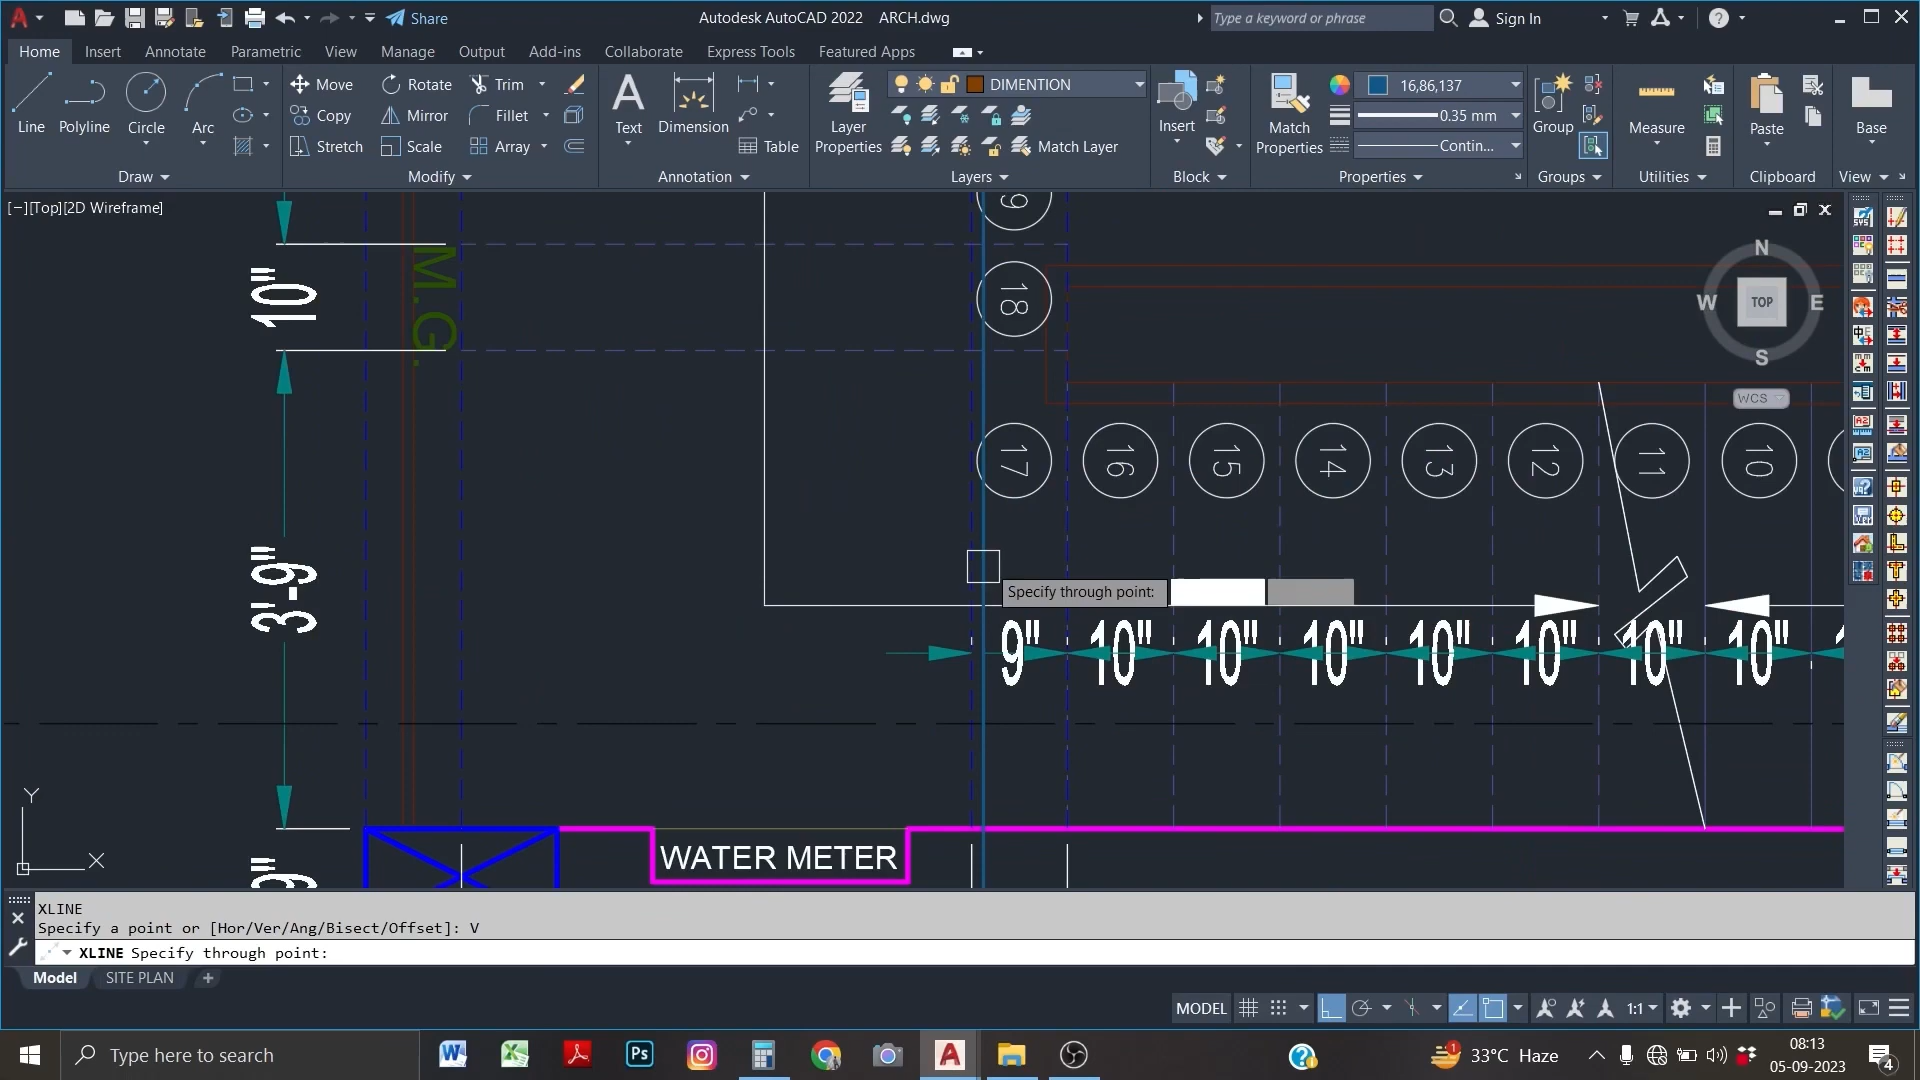 Share
Autodesk AutoCAD 2022 ARCH.dwg
Type a keyword or phrase
Sign In
Home Insert Annotate Parametric View Manage Output Add-ins Collaborate Express Tools Featured Apps
Line
Polyline
Circle
Arc
Move
Rotate
Trim
Copy
Mirror
Fillet
Stretch
Scale
Array
Text
Dimension
Table
Layer Properties
DIMENTION
Match Layer
Insert
Match Properties
16,86,137
0.35 mm
Contin...
Group
Measure
Paste
Base
Draw
Modify
Annotation
Layers
Block
Properties
Groups
Utilities
Clipboard
View
[−][Top][2D Wireframe]
N
W TOP E
S
WCS
10"
M.G.
3'-9"
9"
18
17 16 15 14 13 12 11 10
Specify through point:
9" 10" 10" 10" 10" 10" 10" 10"
WATER METER
Y
X
XLINE
Specify a point or [Hor/Ver/Ang/Bisect/Offset]: V
XLINE Specify through point:
Model SITE PLAN +
MODEL
1:1
Type here to search
33°C Haze
08:13
05-09-2023
4